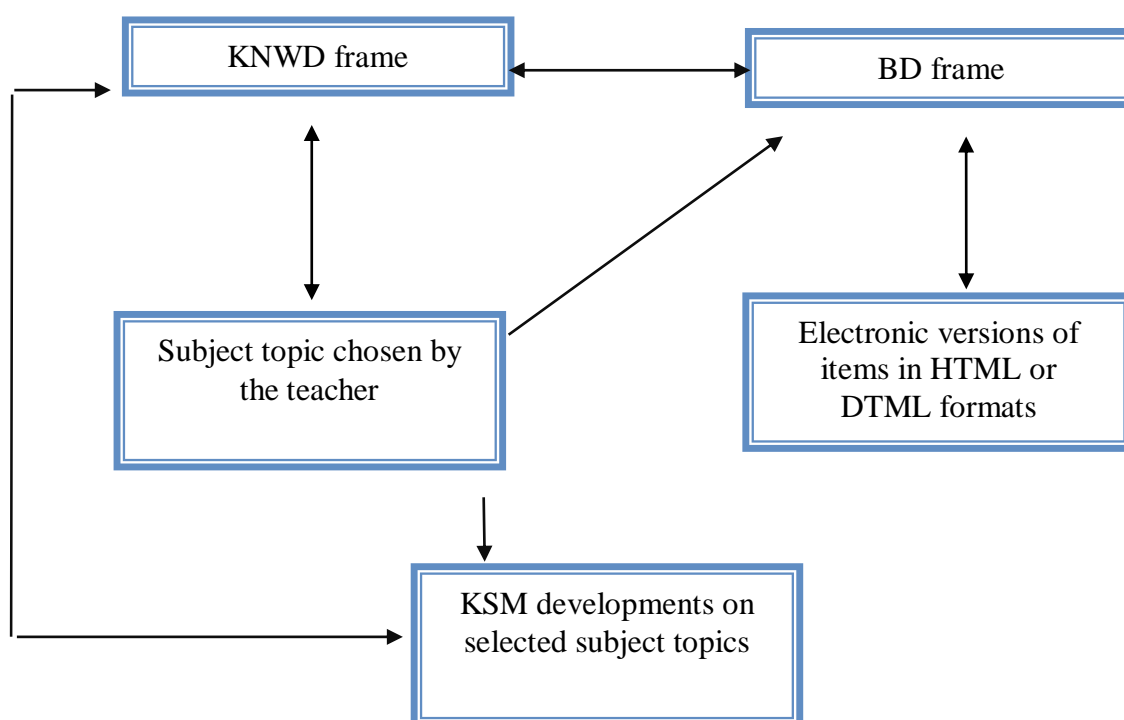 KNWD frame
BD frame
Subject topic chosen by
the teacher
Electronic versions of
items in HTML or
DTML formats
KSM developments on
selected subject topics